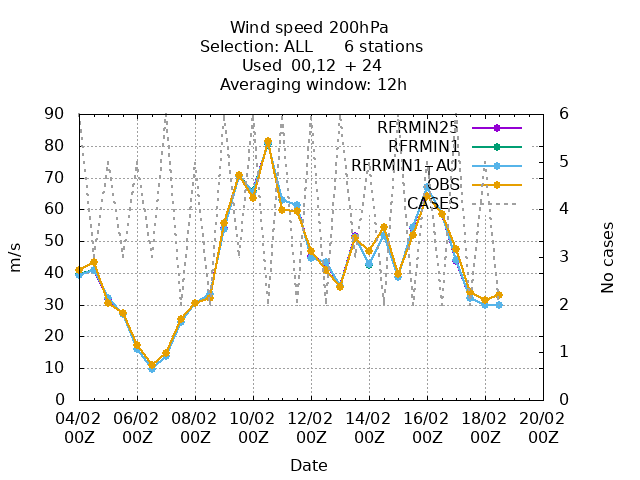 Wind speed 200hPa
Selection: ALL      6 stations
Used  00,12  + 24
Averaging window: 12h
90 6
RFRMIN25
RFRMIN1
RFRMIN1-AU
OBS
CASES
80
70
60
50
40
30
20
10
0
5
4
3
2
1
0
m/s
No cases
04/02 06/02 08/02 10/02 12/02 14/02 16/02 18/02 20/02
00Z 00Z 00Z 00Z 00Z 00Z 00Z 00Z 00Z
Date